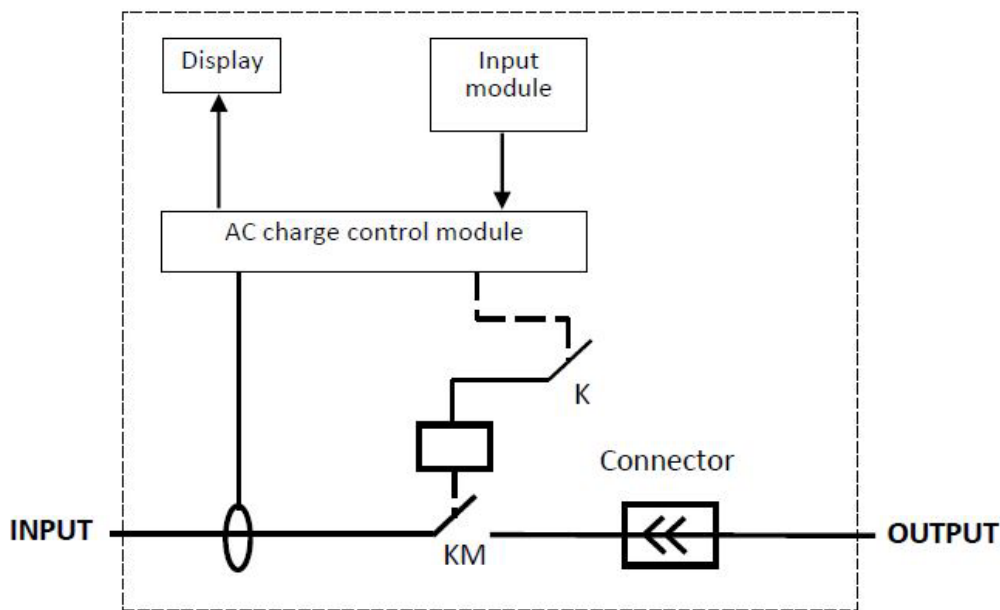 Display
Input
module
AC charge control module
K
Connector
INPUT
KM
OUTPUT